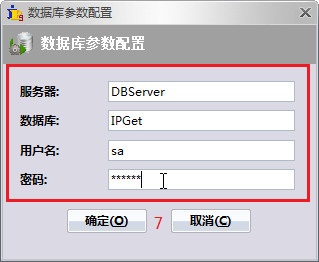 数据库参数配置
数据库参数配置
服务器: DBServer
数据库: IPGet
用户名: sa
密码: ******
确定(O) 7 取消(C)